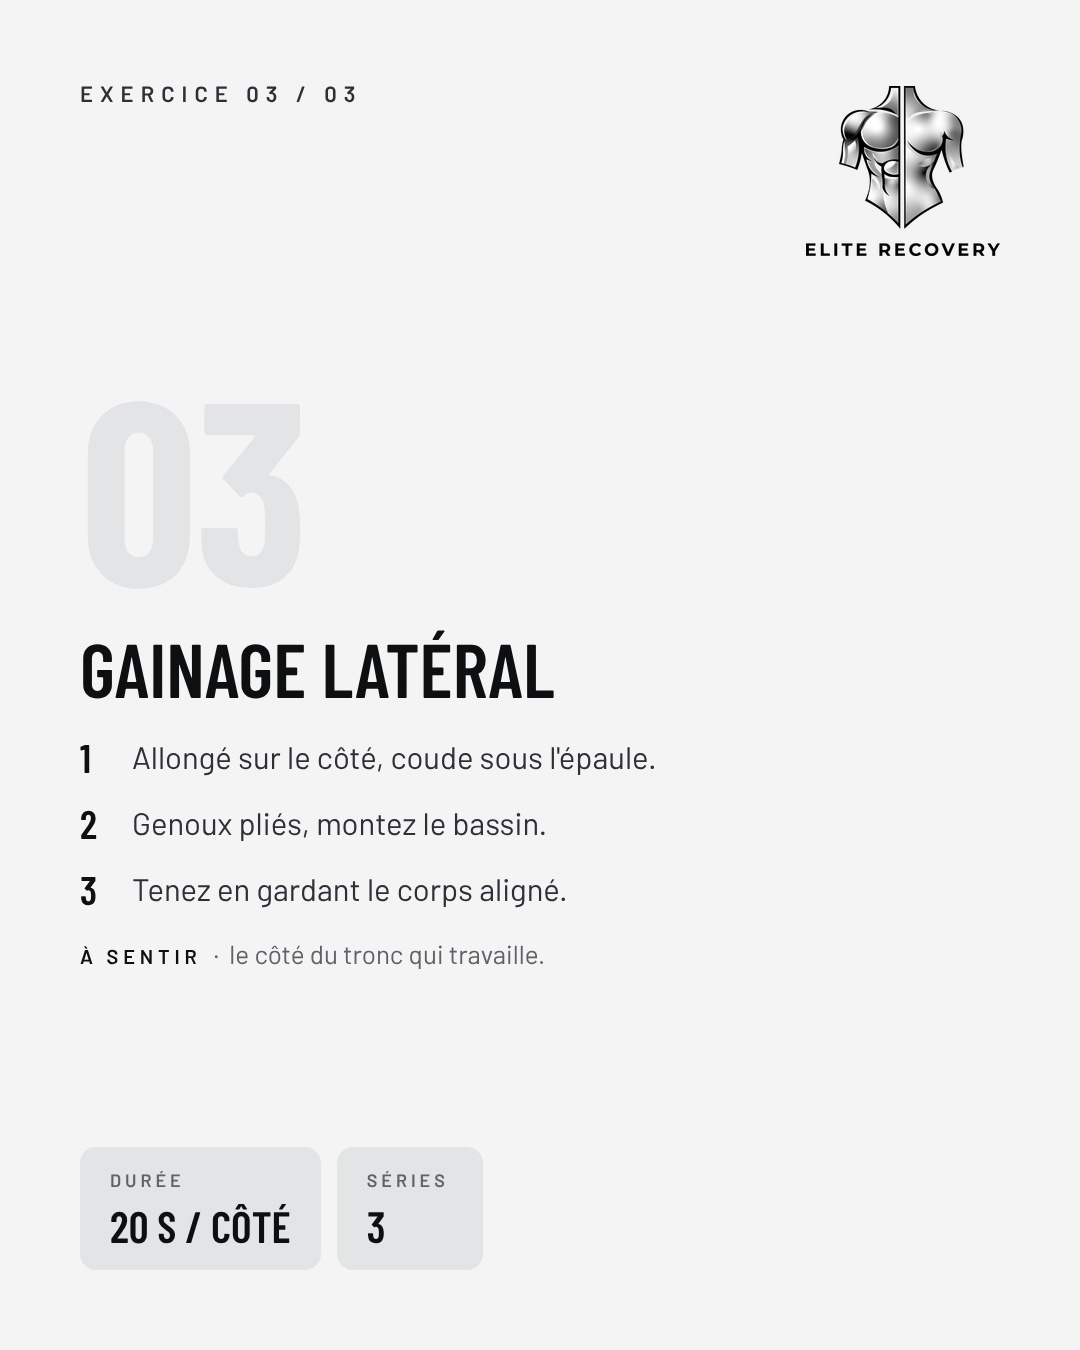 EXERCICE 03 / 03
ELITE RECOVERY
03
GAINAGE LATÉRAL
1 Allongé sur le côté, coude sous l'épaule.
2 Genoux pliés, montez le bassin.
3 Tenez en gardant le corps aligné.
À SENTIR · le côté du tronc qui travaille.
DURÉE
20 S / CÔTÉ
SÉRIES
3